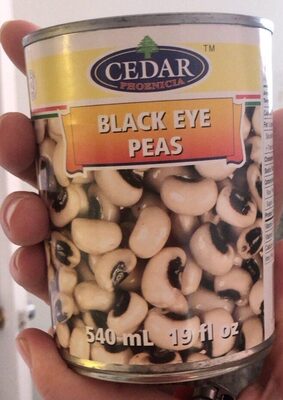 CEDAR
TM
PHOENICIA
BLACK EYE
PEAS
540 mL 19 fl oz